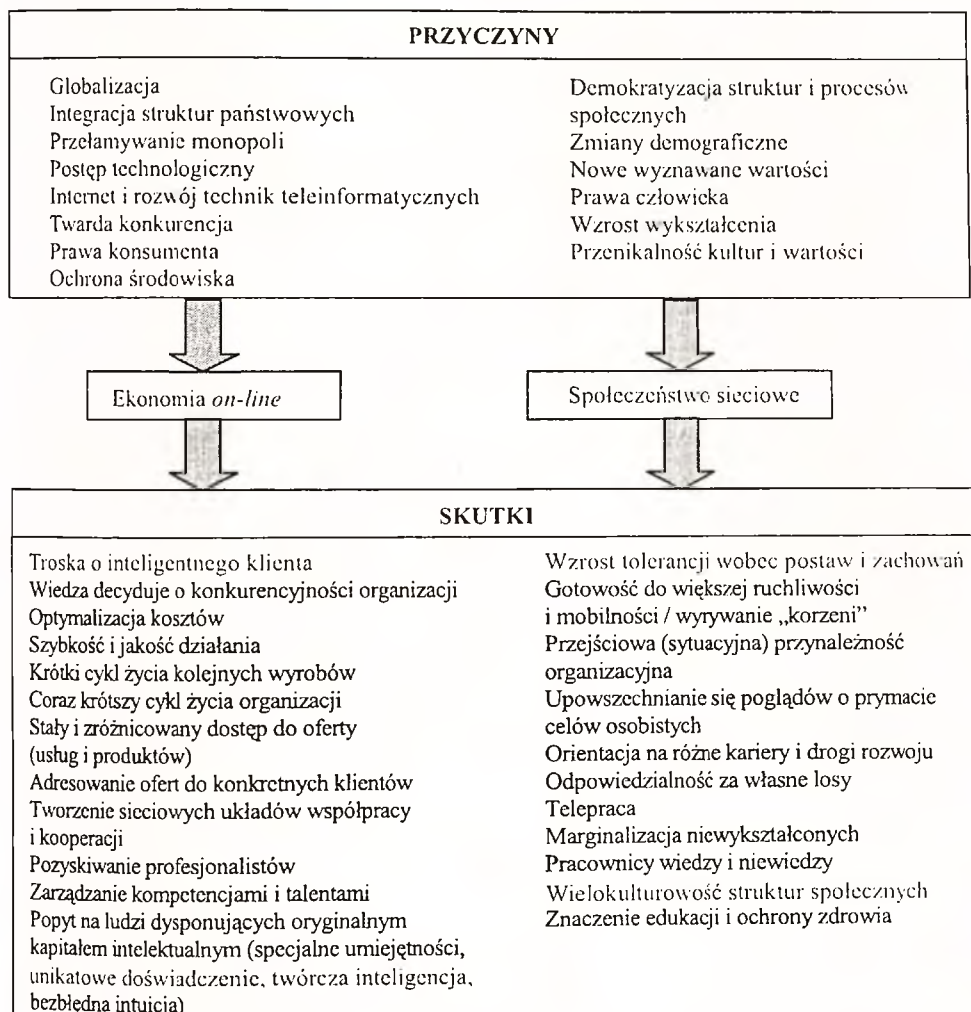 PRZYCZYNY
Globalizacja
Integracja struktur państwowych
Przełamywanie monopoli
Postęp technologiczny
Internet i rozwój technik teleinformatycznych
Twarda konkurencja
Prawa konsumenta
Ochrona środowiska
Demokratyzacja struktur i procesów
społecznych
Zmiany demograficzne
Nowe wyznawane wartości
Prawa człowieka
Wzrost wykształcenia
Przenikalność kultur i wartości
Ekonomia on-line
Społeczeństwo sieciowe
SKUTKI
Troska o inteligentnego klienta
Wiedza decyduje o konkurencyjności organizacji
Optymalizacja kosztów
Szybkość i jakość działania
Krótki cykl życia kolejnych wyrobów
Coraz krótszy cykl życia organizacji
Stały i zróżnicowany dostęp do oferty
(usług i produktów)
Adresowanie ofert do konkretnych klientów
Tworzenie sieciowych układów współpracy
i kooperacji
Pozyskiwanie profesjonalistów
Zarządzanie kompetencjami i talentami
Popyt na ludzi dysponujących oryginalnym
kapitałem intelektualnym (specjalne umiejętności,
unikatowe doświadczenie, twórcza inteligencja,
bezbłędna intuicja)
Wzrost tolerancji wobec postaw i zachowań
Gotowość do większej ruchliwości
i mobilności / wyrywanie „korzeni”
Przejściowa (sytuacyjna) przynależność
organizacyjna
Upowszechnianie się poglądów o prymacie
celów osobistych
Orientacja na różne kariery i drogi rozwoju
Odpowiedzialność za własne losy
Telepraca
Marginalizacja niewykształconych
Pracownicy wiedzy i niewiedzy
Wielokulturowość struktur społecznych
Znaczenie edukacji i ochrony zdrowia